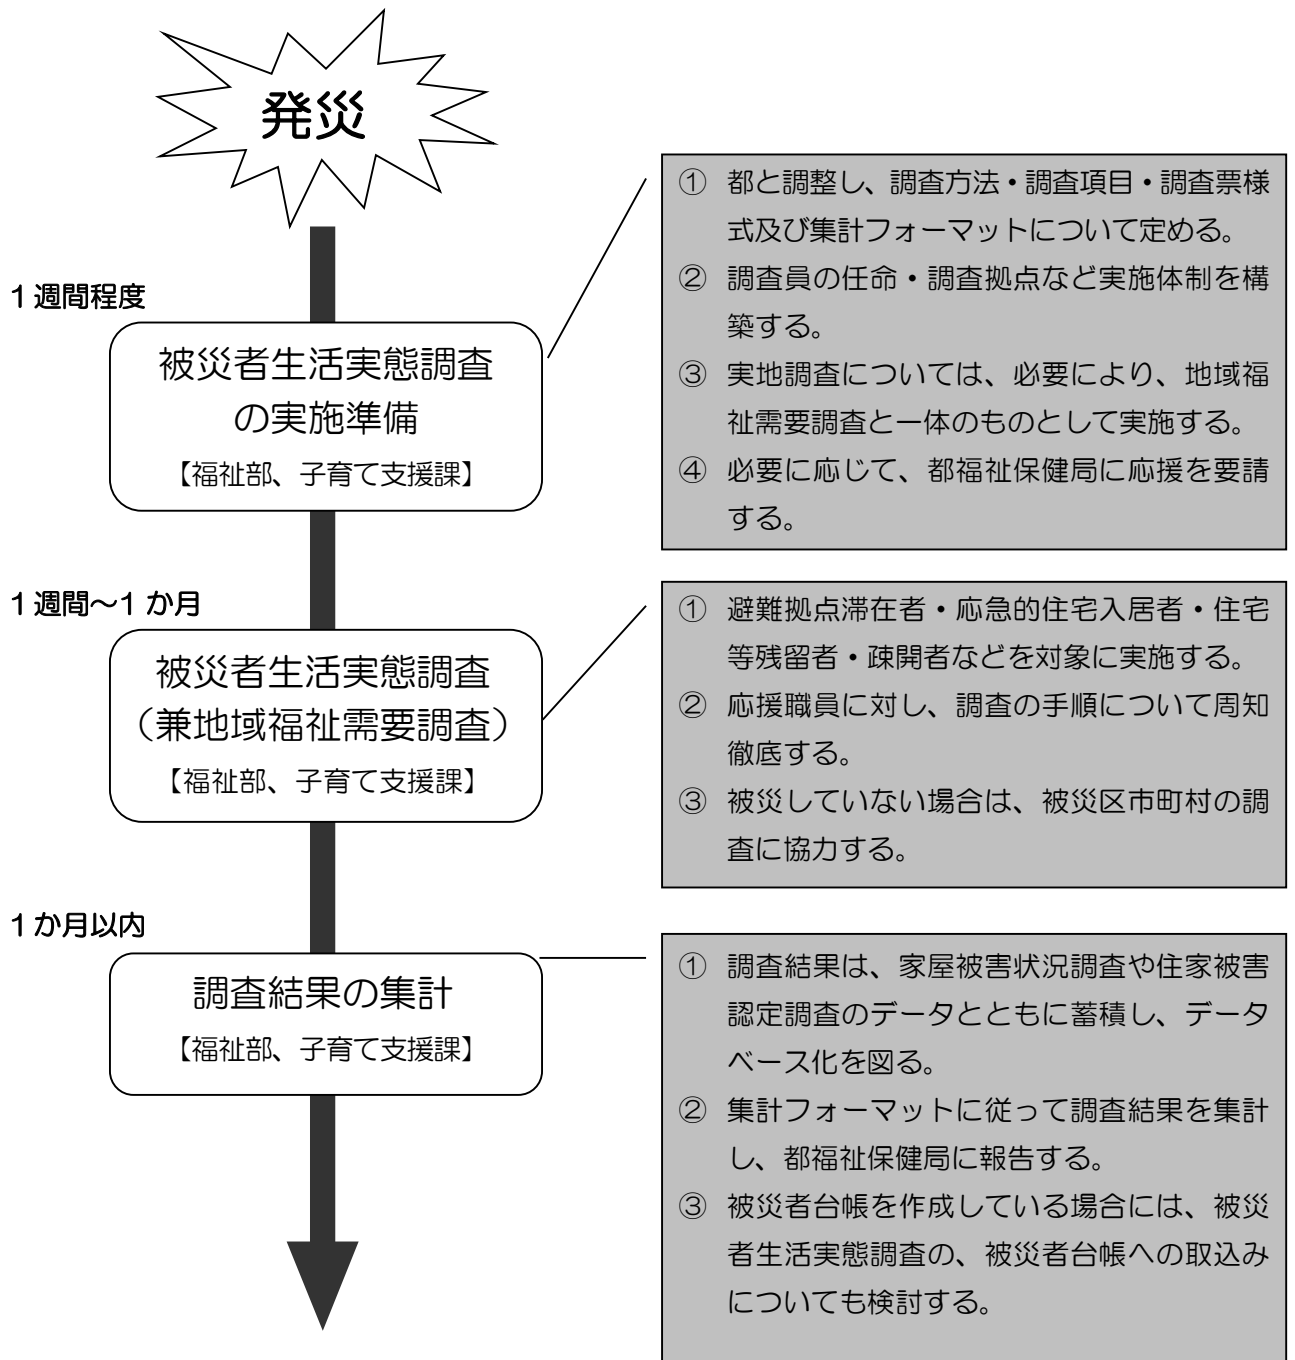 発災
1週間程度
被災者生活実態調査
の実施準備
【福祉部、子育て支援課】
① 都と調整し、調査方法・調査項目・調査票様
式及び集計フォーマットについて定める。
② 調査員の任命・調査拠点など実施体制を構
築する。
③ 実地調査については、必要により、地域福
祉需要調査と一体のものとして実施する。
④ 必要に応じて、都福祉保健局に応援を要請
する。
1週間～1か月
被災者生活実態調査
（兼地域福祉需要調査）
【福祉部、子育て支援課】
① 避難拠点滞在者・応急的住宅入居者・住宅
等残留者・疎開者などを対象に実施する。
② 応援職員に対し、調査の手順について周知
徹底する。
③ 被災していない場合は、被災区市町村の調
査に協力する。
1か月以内
調査結果の集計
【福祉部、子育て支援課】
① 調査結果は、家屋被害状況調査や住家被害
認定調査のデータとともに蓄積し、データ
ベース化を図る。
② 集計フォーマットに従って調査結果を集計
し、都福祉保健局に報告する。
③ 被災者台帳を作成している場合には、被災
者生活実態調査の、被災者台帳への取込み
についても検討する。